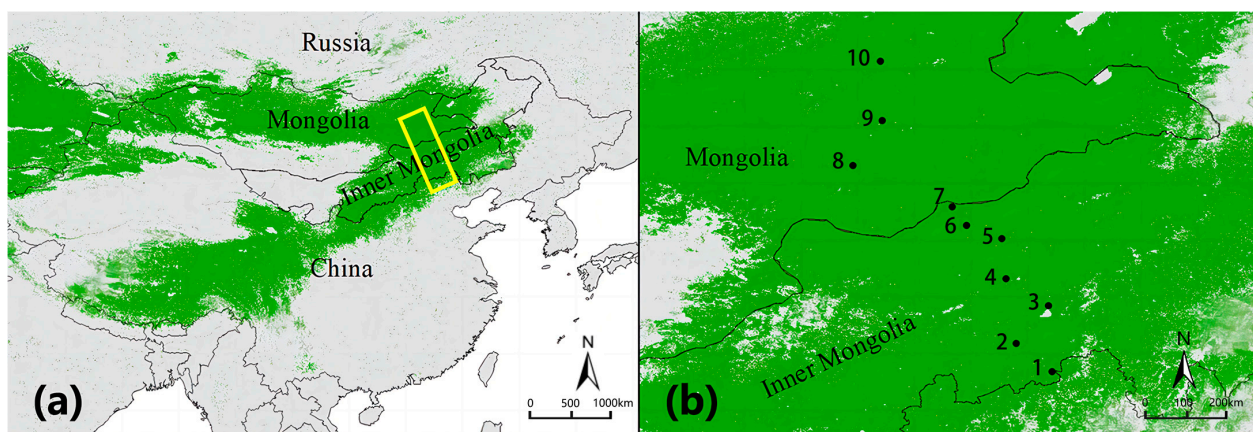 Russia
Mongolia
Inner Mongolia
China
N
0 500 1000km
(a)
10
9
Mongolia
8
7
6
5
4
3
Inner Mongolia
2
1
N
0 100 200km
(b)